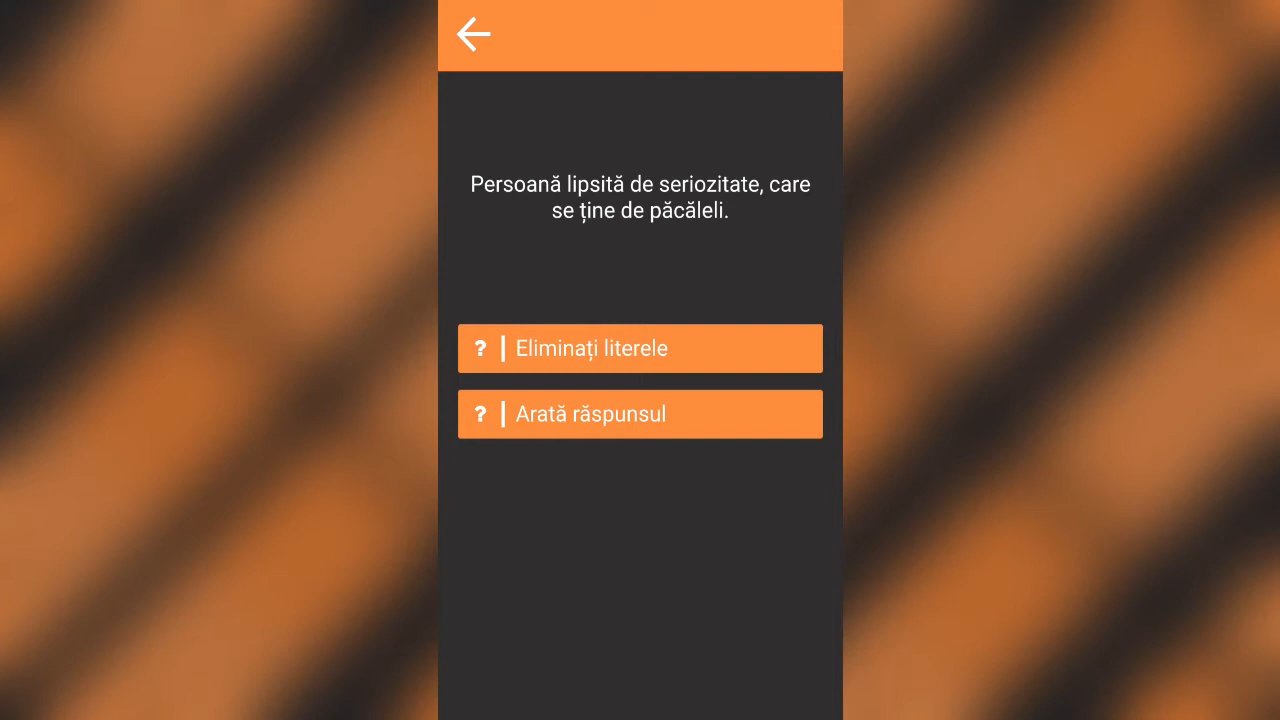 Persoană lipsită de seriozitate, care
se ține de păcăleli.
? | Eliminați literele
? | Arată răspunsul